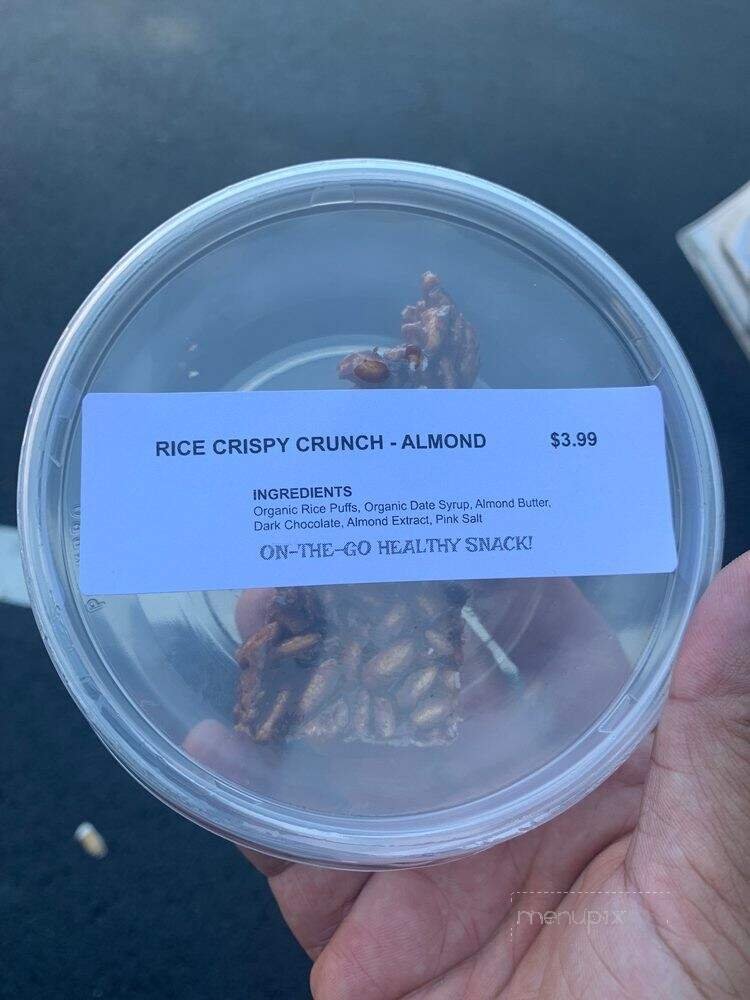 RICE CRISPY CRUNCH - ALMOND $3.99
INGREDIENTS
Organic Rice Puffs, Organic Date Syrup, Almond Butter,
Dark Chocolate, Almond Extract, Pink Salt
ON-THE-GO HEALTHY SNACK!
menupix